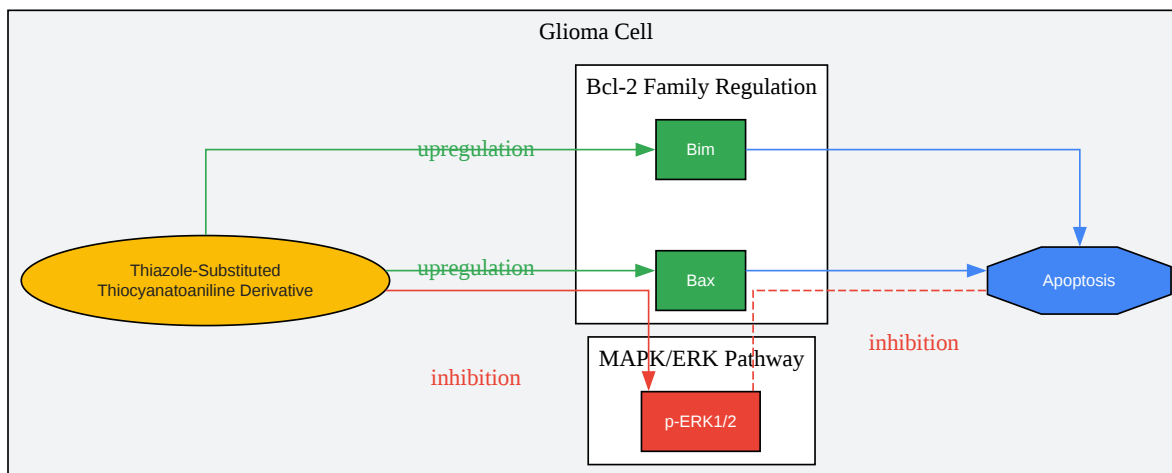 Glioma Cell
Bcl-2 Family Regulation
upregulation
Bim
Thiazole-Substituted
Thiocyanatoaniline Derivative
upregulation
Bax
Apoptosis
inhibition
MAPK/ERK Pathway
inhibition
p-ERK1/2